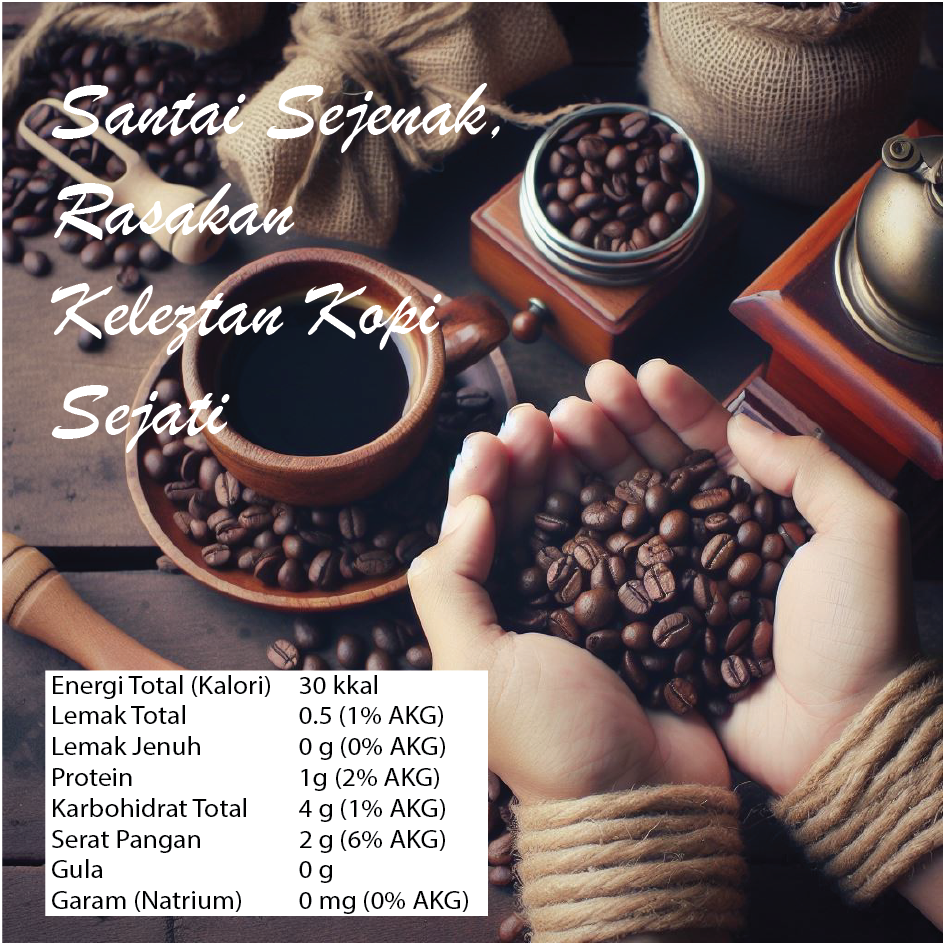 Santai Sejenak,
Rasakan
Keleztan Kopi
Sejati
Energi Total (Kalori) 30 kkal
Lemak Total 0.5 (1% AKG)
Lemak Jenuh 0 g (0% AKG)
Protein 1g (2% AKG)
Karbohidrat Total 4 g (1% AKG)
Serat Pangan 2 g (6% AKG)
Gula 0 g
Garam (Natrium) 0 mg (0% AKG)